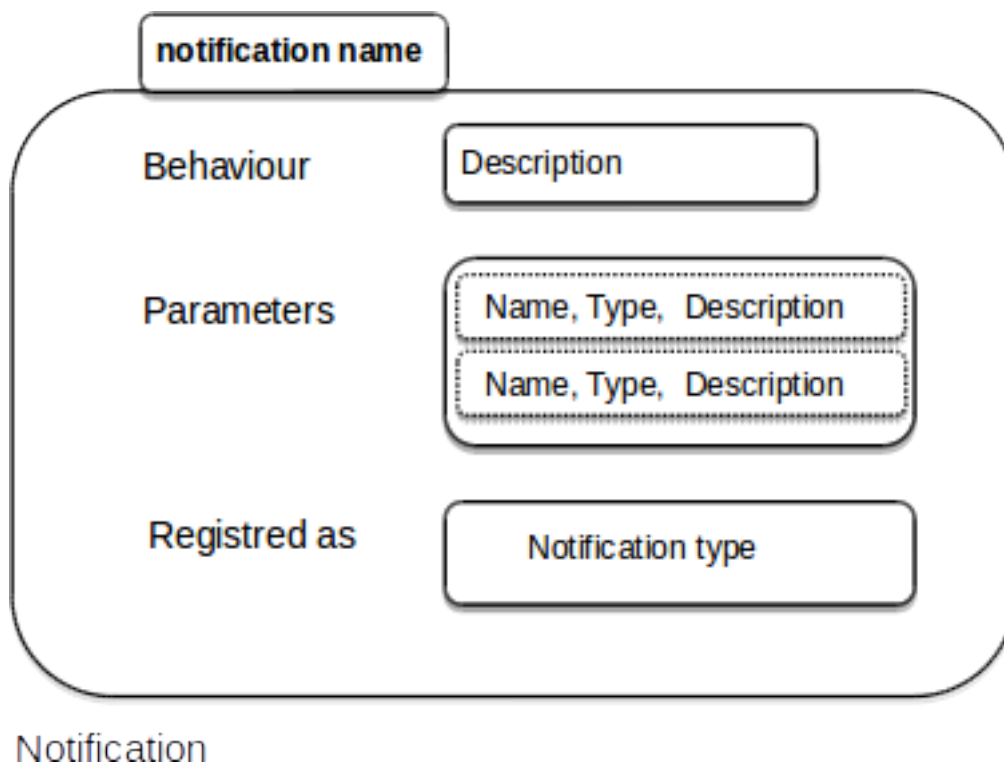 notification name
Behaviour
Description
Parameters
Name, Type, Description
Name, Type, Description
Registred as
Notification type
Notification